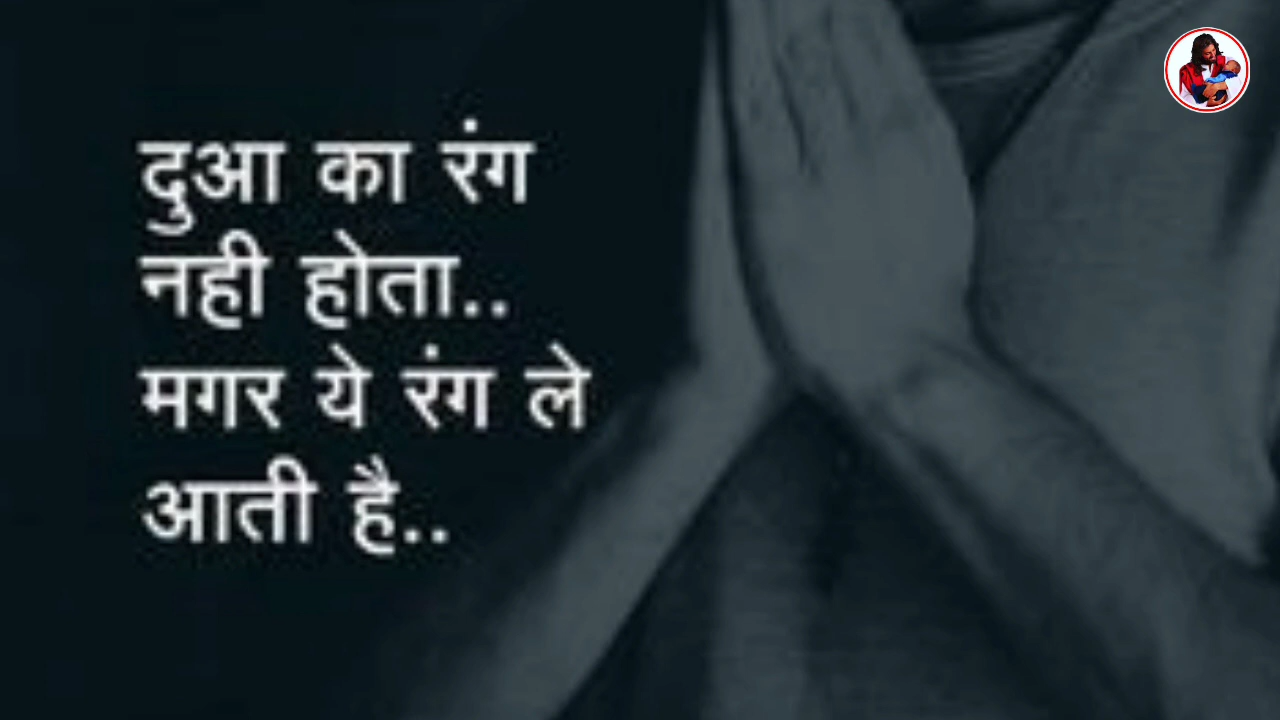 दुआ का रंग
नही होता..
मगर ये रंग ले
आती है..